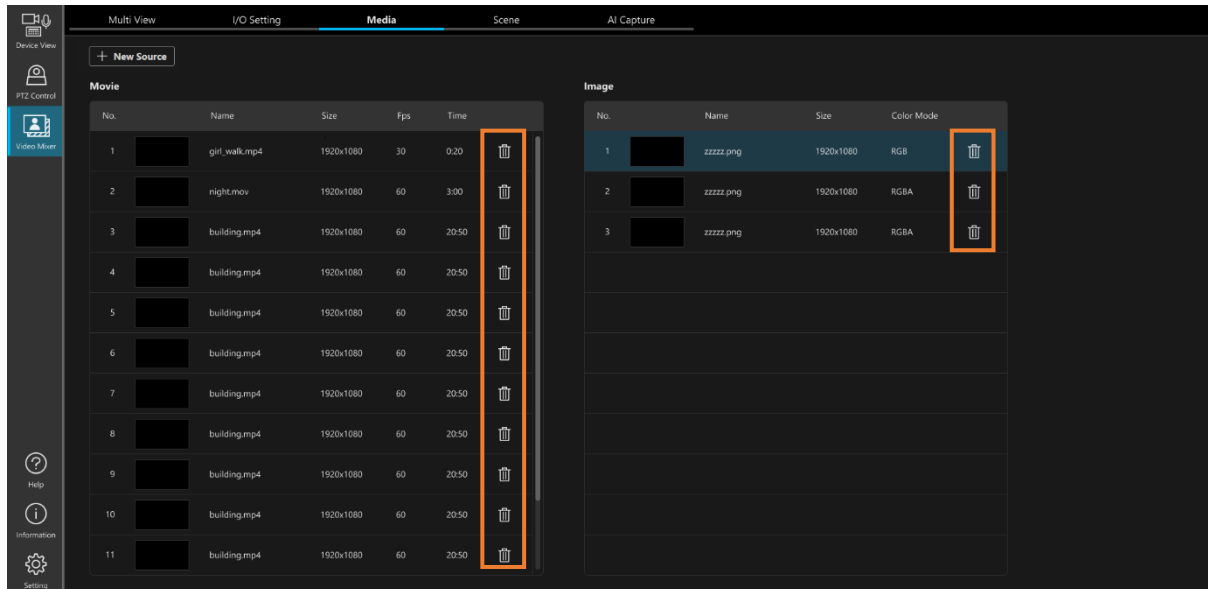 Multi View I/O Setting Media Scene AI Capture
Device View
PTZ Control
Video Mixer
Help
Information
Setting
+ New Source
Movie
No. Name Size Fps Time
1 girl_walk.mp4 1920x1080 30 0:20
2 night.mov 1920x1080 60 3:00
3 building.mp4 1920x1080 60 20:50
4 building.mp4 1920x1080 60 20:50
5 building.mp4 1920x1080 60 20:50
6 building.mp4 1920x1080 60 20:50
7 building.mp4 1920x1080 60 20:50
8 building.mp4 1920x1080 60 20:50
9 building.mp4 1920x1080 60 20:50
10 building.mp4 1920x1080 60 20:50
11 building.mp4 1920x1080 60 20:50
Image
No. Name Size Color Mode
1 zzzzz.png 1920x1080 RGB
2 zzzzz.png 1920x1080 RGBA
3 zzzzz.png 1920x1080 RGBA